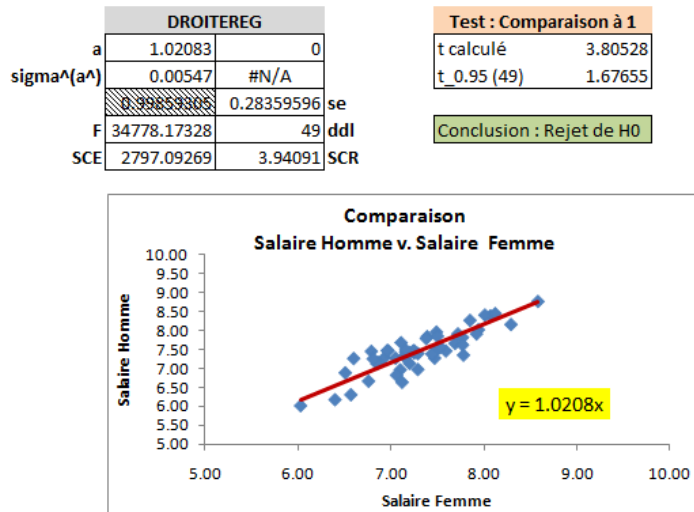 DROITEREG
a 1.02083 0
sigma^(a^) 0.00547 #N/A
0.99859305 0.28359596 se
F 34778.17328 49 ddl
SCE 2797.09269 3.94091 SCR
Test : Comparaison à 1
t calculé 3.80528
t_0.95 (49) 1.67655
Conclusion : Rejet de H0
Comparaison
Salaire Homme v. Salaire Femme
10.00
9.50
9.00
8.50
8.00
7.50
7.00
6.50
6.00
5.50
5.00
Salaire Homme
y = 1.0208x
5.00 6.00 7.00 8.00 9.00 10.00
Salaire Femme